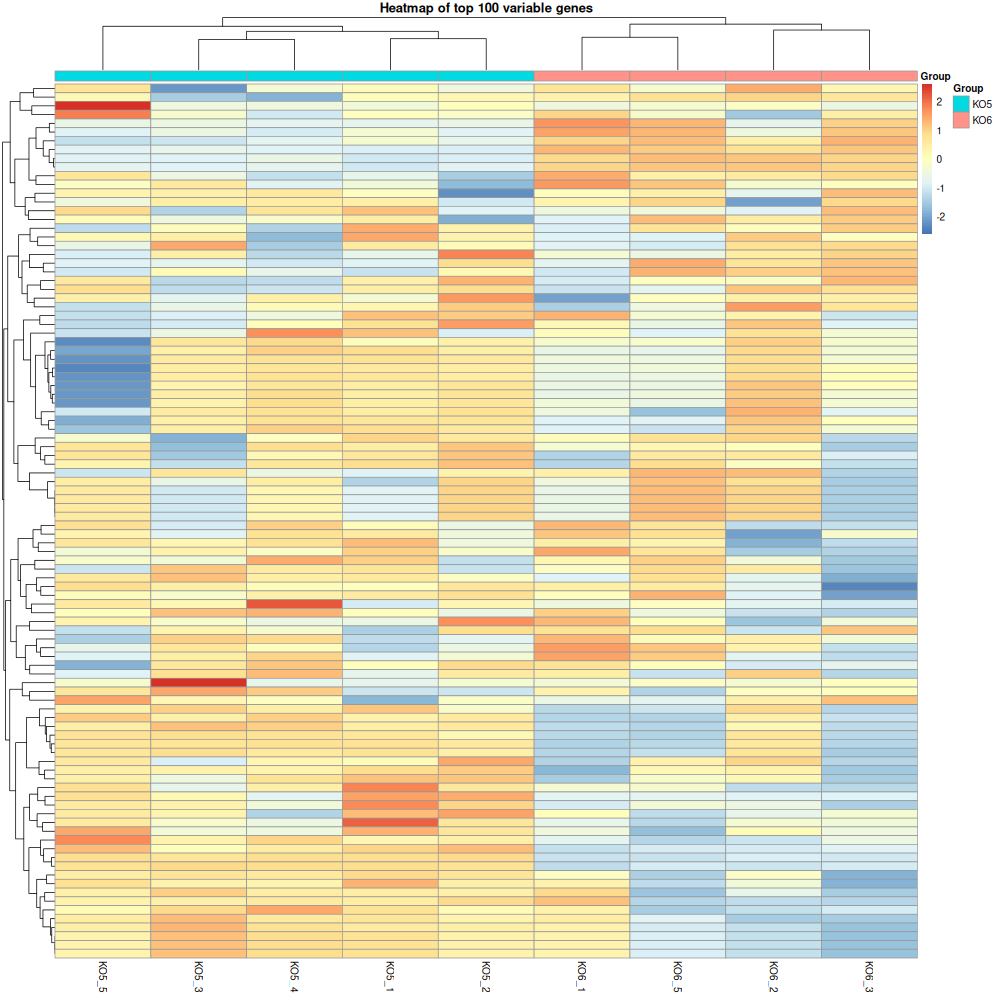 Heatmap of top 100 variable genes
Group
2
1
0
-1
-2
Group
KO5
KO6
KO5_5
KO5_3
KO5_4
KO5_1
KO5_2
KO6_1
KO6_5
KO6_2
KO6_3